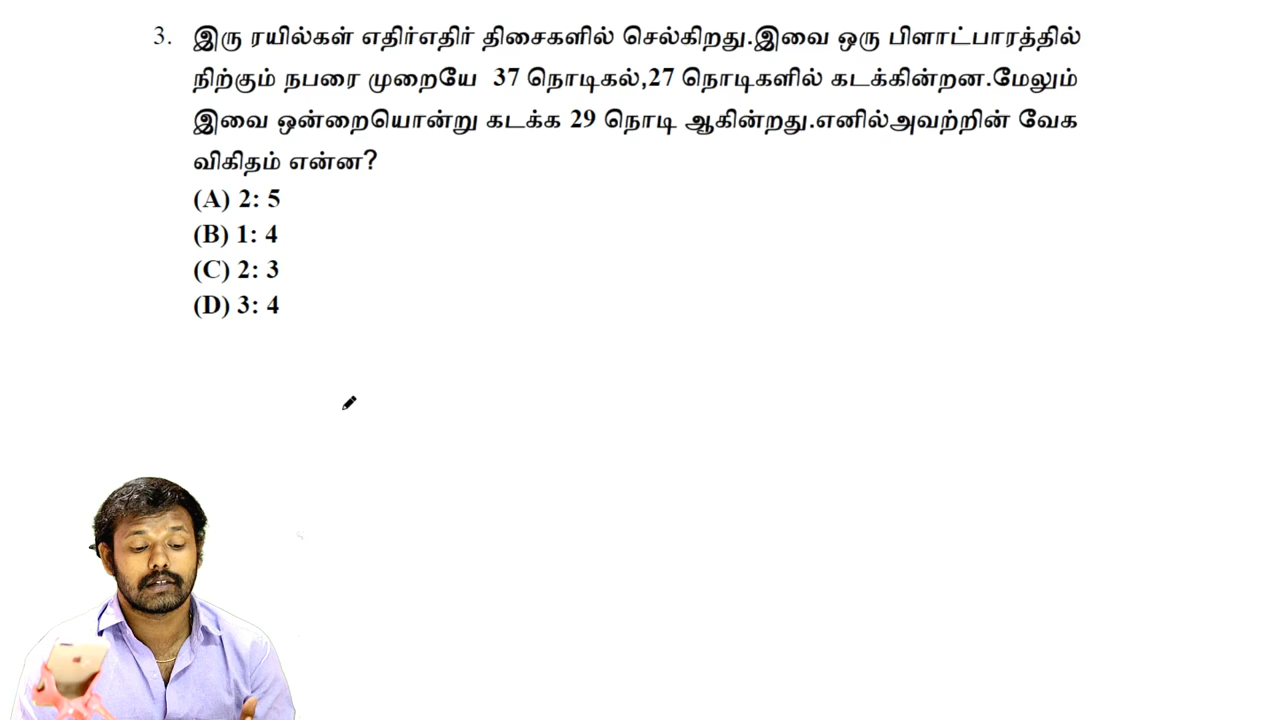 3. இரு ரயில்கள் எதிர்எதிர் திசைகளில் செல்கிறது.இவை ஒரு பிளாட்பாரத்தில்
நிற்கும் நபரை முறையே 37 நொடிகல்,27 நொடிகளில் கடக்கின்றன.மேலும்
இவை ஒன்றையொன்று கடக்க 29 நொடி ஆகின்றது.எனில்அவற்றின் வேக
விகிதம் என்ன?
(A) 2: 5
(B) 1: 4
(C) 2: 3
(D) 3: 4